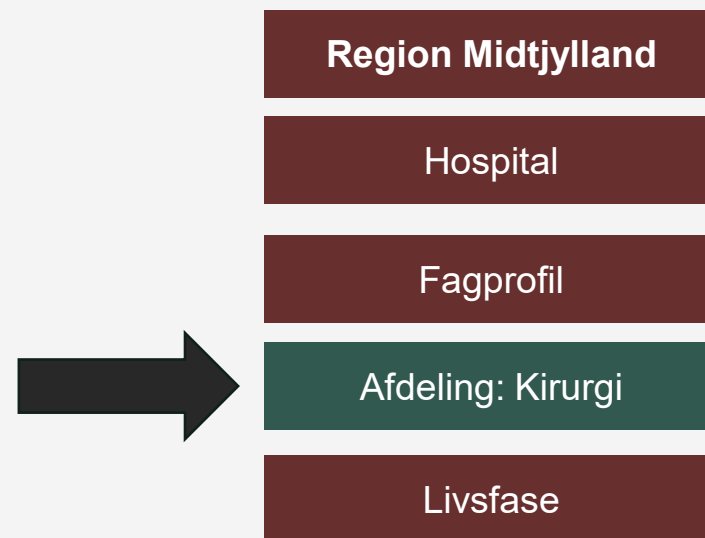 Region Midtjylland
Hospital
Fagprofil
Afdeling: Kirurgi
Livsfase